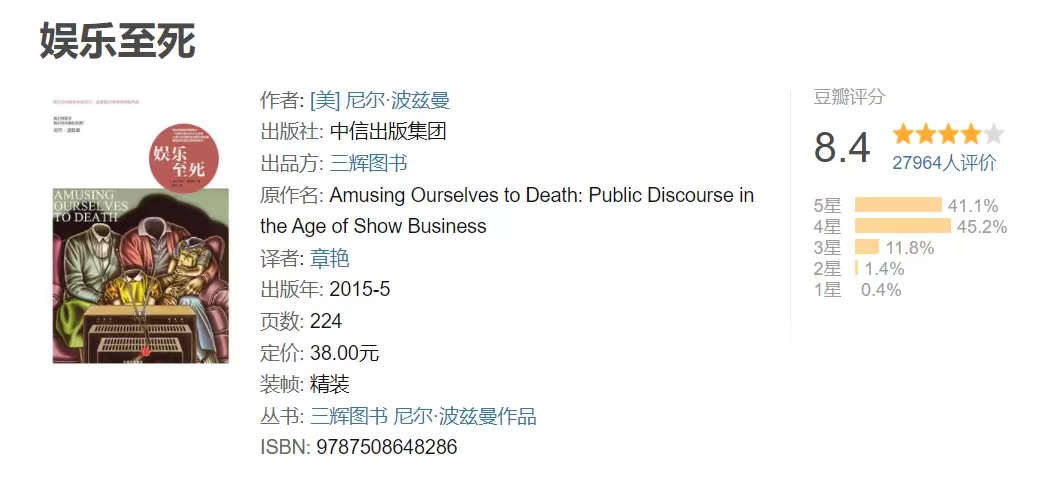 娱乐至死
娱乐
至死
AMUSING
OURSELVES
TO DEATH
作者: [美] 尼尔·波兹曼
出版社: 中信出版集团
出品方: 三辉图书
原作名: Amusing Ourselves to Death: Public Discourse in
the Age of Show Business
译者: 章艳
出版年: 2015-5
页数: 224
定价: 38.00元
装帧: 精装
丛书: 三辉图书 尼尔·波兹曼作品
ISBN: 9787508648286
豆瓣评分
8.4
27964人评价
5星 41.1%
4星 45.2%
3星 11.8%
2星 1.4%
1星 0.4%